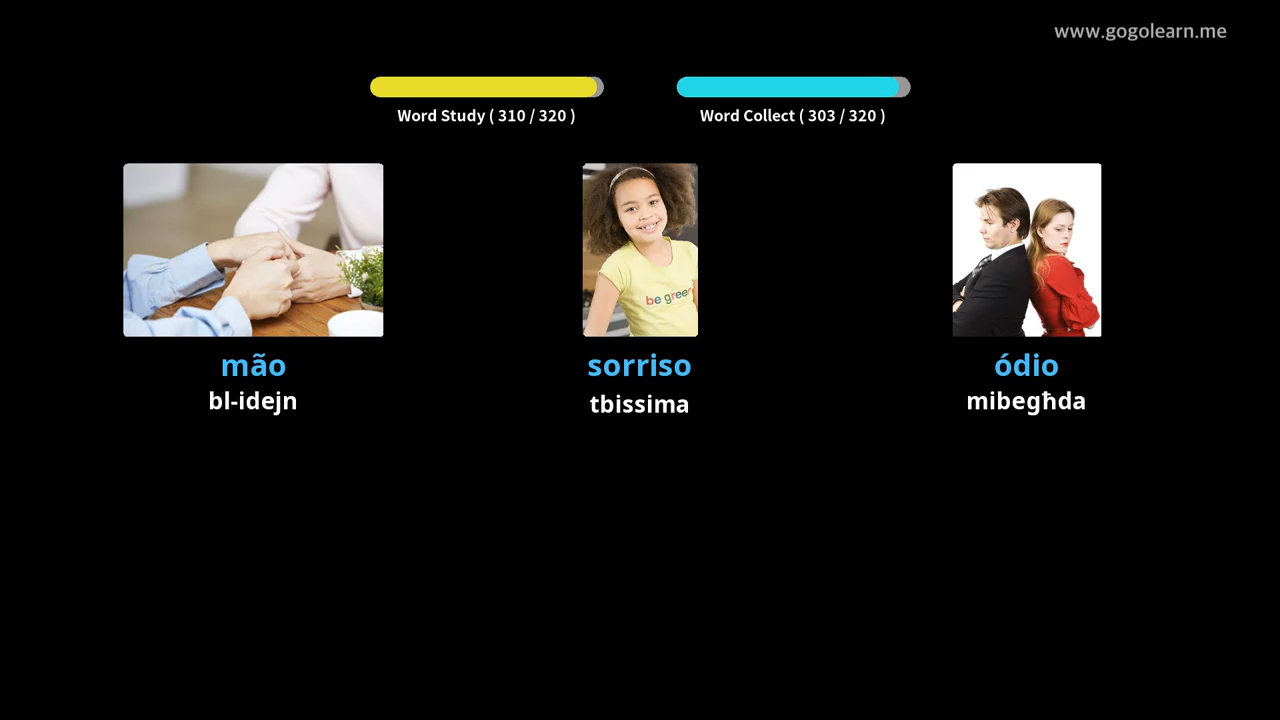 www.gogolearn.me
Word Study ( 310 / 320 )
Word Collect ( 303 / 320 )
be green
mão
sorriso
ódio
bl-idejn
tbissima
mibegħda